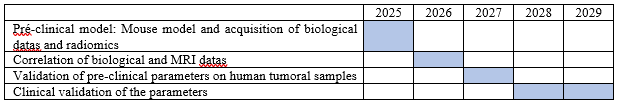 2025 2026 2027 2028 2029
Pré-clinical model: Mouse model and acquisition of biological
datas and radiomics
Correlation of biological and MRI datas
Validation of pre-clinical parameters on human tumoral samples
Clinical validation of the parameters